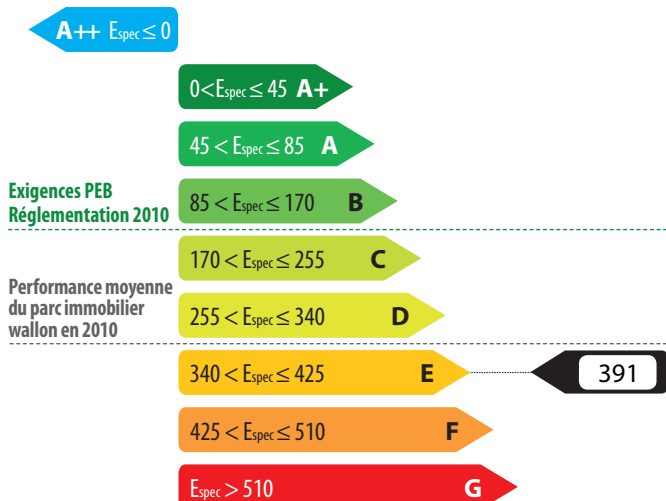 A++ Espec ≤ 0
0<Espec ≤ 45 A+
45 < Espec ≤ 85 A
Exigences PEB
Réglementation 2010
85 < Espec ≤ 170 B
170 < Espec ≤ 255 C
Performance moyenne
du parc immobilier
wallon en 2010
255 < Espec ≤ 340 D
340 < Espec ≤ 425 E
391
425 < Espec ≤ 510 F
Espec > 510 G